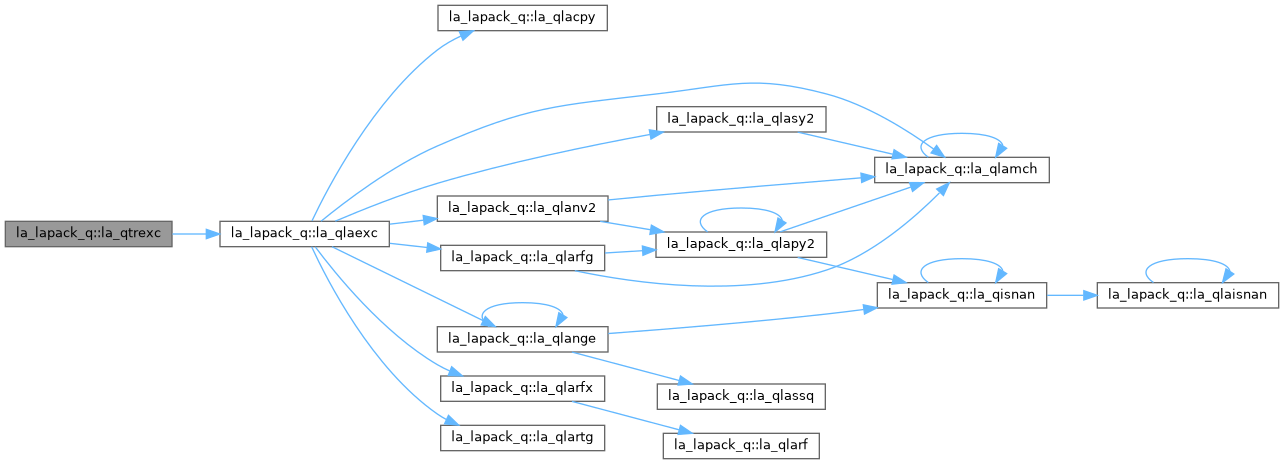 la_lapack_q::la_qlacpy
la_lapack_q::la_qlasy2
la_lapack_q::la_qlamch
la_lapack_q::la_qlanv2
la_lapack_q::la_qtrexc
la_lapack_q::la_qlaexc
la_lapack_q::la_qlapy2
la_lapack_q::la_qlarfg
la_lapack_q::la_qisnan
la_lapack_q::la_qlaisnan
la_lapack_q::la_qlange
la_lapack_q::la_qlarfx
la_lapack_q::la_qlassq
la_lapack_q::la_qlartg
la_lapack_q::la_qlarf